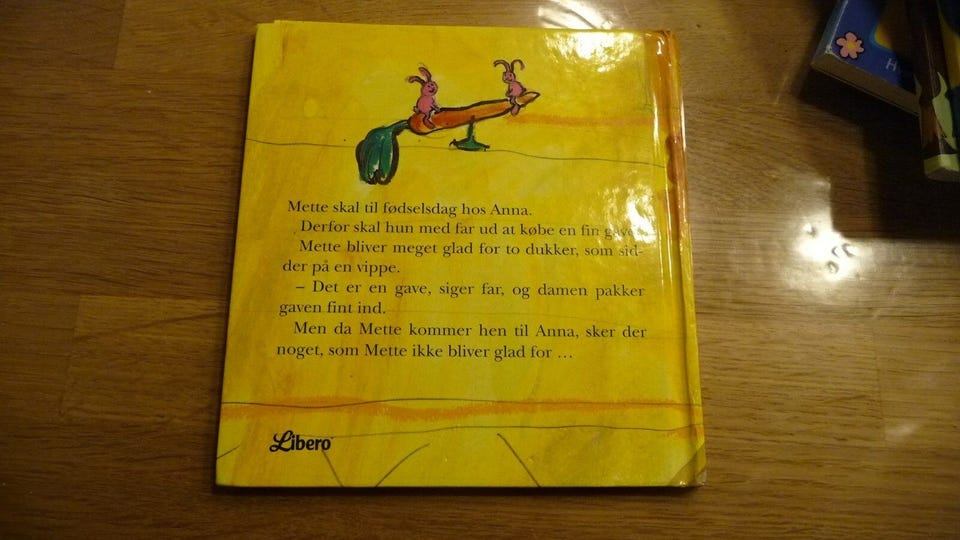 Mette skal til fødselsdag hos Anna.
Derfor skal hun med far ud at købe en fin gave.
Mette bliver meget glad for to dukker, som sid-
der på en vippe.
– Det er en gave, siger far, og damen pakker
gaven fint ind.
Men da Mette kommer hen til Anna, sker der
noget, som Mette ikke bliver glad for ...
Libero